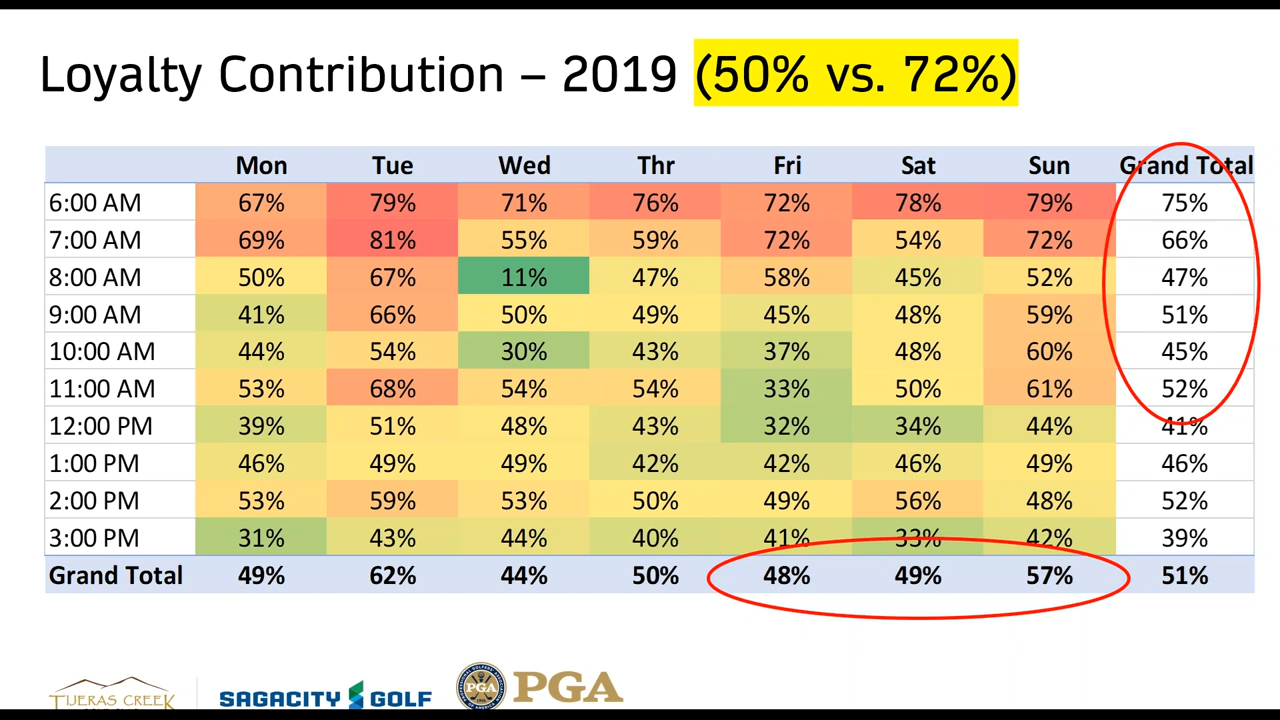 Loyalty Contribution – 2019 (50% vs. 72%)
Mon Tue Wed Thr Fri Sat Sun Grand Total
6:00 AM 67% 79% 71% 76% 72% 78% 79% 75%
7:00 AM 69% 81% 55% 59% 72% 54% 72% 66%
8:00 AM 50% 67% 11% 47% 58% 45% 52% 47%
9:00 AM 41% 66% 50% 49% 45% 48% 59% 51%
10:00 AM 44% 54% 30% 43% 37% 48% 60% 45%
11:00 AM 53% 68% 54% 54% 33% 50% 61% 52%
12:00 PM 39% 51% 48% 43% 32% 34% 44% 41%
1:00 PM 46% 49% 49% 42% 42% 46% 49% 46%
2:00 PM 53% 59% 53% 50% 49% 56% 48% 52%
3:00 PM 31% 43% 44% 40% 41% 33% 42% 39%
Grand Total 49% 62% 44% 50% 48% 49% 57% 51%
TIJERAS CREEK
SAGACITY GOLF
PGA
PGA